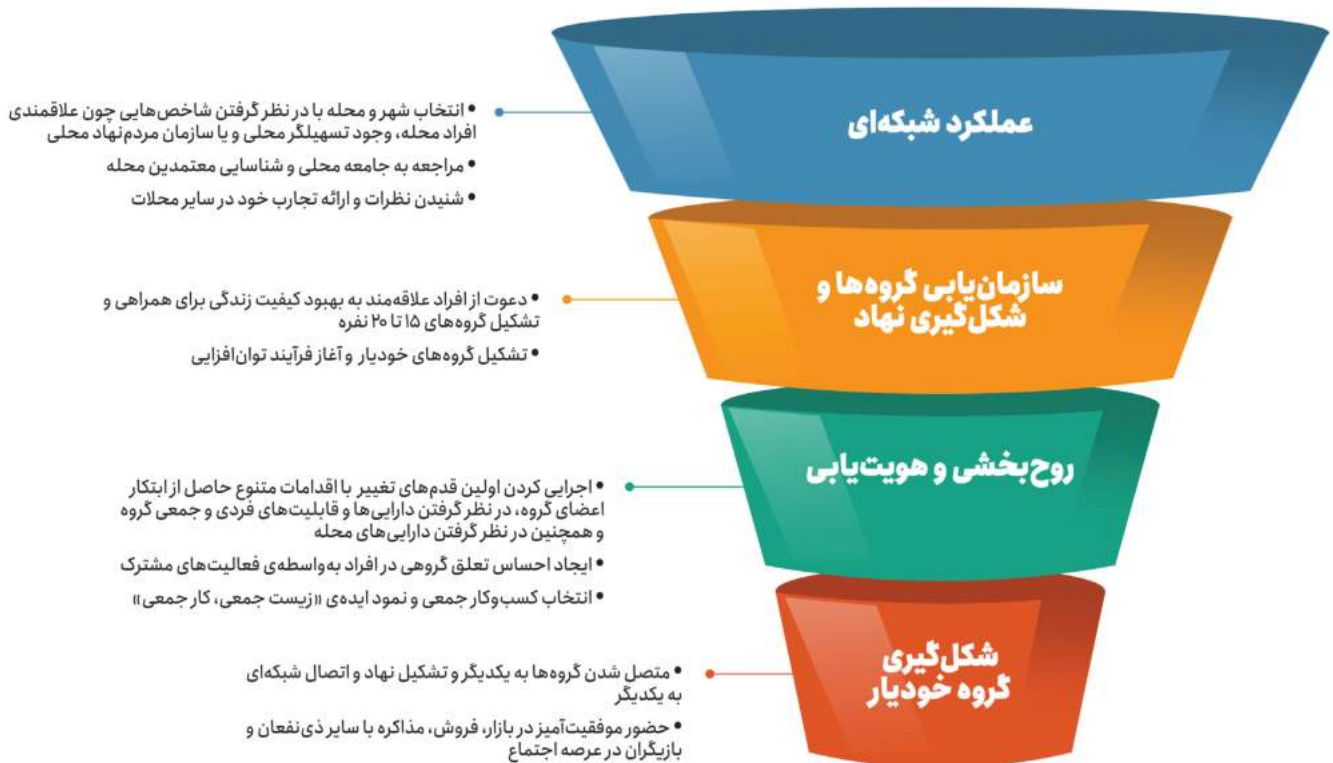 عملکرد شبکه‌ای
• انتخاب شهر و محله با در نظر گرفتن شاخص‌هایی چون علاقمندی
افراد محله، وجود تسهیلگر محلی و یا سازمان مردم‌نهاد محلی
• مراجعه به جامعه محلی و شناسایی معتمدین محله
• شنیدن نظرات و ارائه تجارب خود در سایر محلات
سازمان‌یابی گروه‌ها و
شکل‌گیری نهاد
• دعوت از افراد علاقه‌مند به بهبود کیفیت زندگی برای همراهی و
تشکیل گروه‌های ۱۵ تا ۲۰ نفره
• تشکیل گروه‌های خودیار و آغاز فرآیند توان‌افزایی
روح‌بخشی و هویت‌یابی
• اجرایی کردن اولین قدم‌های تغییر با اقدامات متنوع حاصل از ابتکار
اعضای گروه، در نظر گرفتن دارایی‌ها و قابلیت‌های فردی و جمعی گروه
و همچنین در نظر گرفتن دارایی‌های محله
• ایجاد احساس تعلق گروهی در افراد به‌واسطه‌ی فعالیت‌های مشترک
• انتخاب کسب‌وکار جمعی و نمود ایده‌ی «زیست جمعی، کار جمعی»
شکل‌گیری
گروه خودیار
• متصل شدن گروه‌ها به یکدیگر و تشکیل نهاد و اتصال شبکه‌ای
به یکدیگر
• حضور موفقیت‌آمیز در بازار، فروش، مذاکره با سایر ذی‌نفعان و
بازیگران در عرصه اجتماع